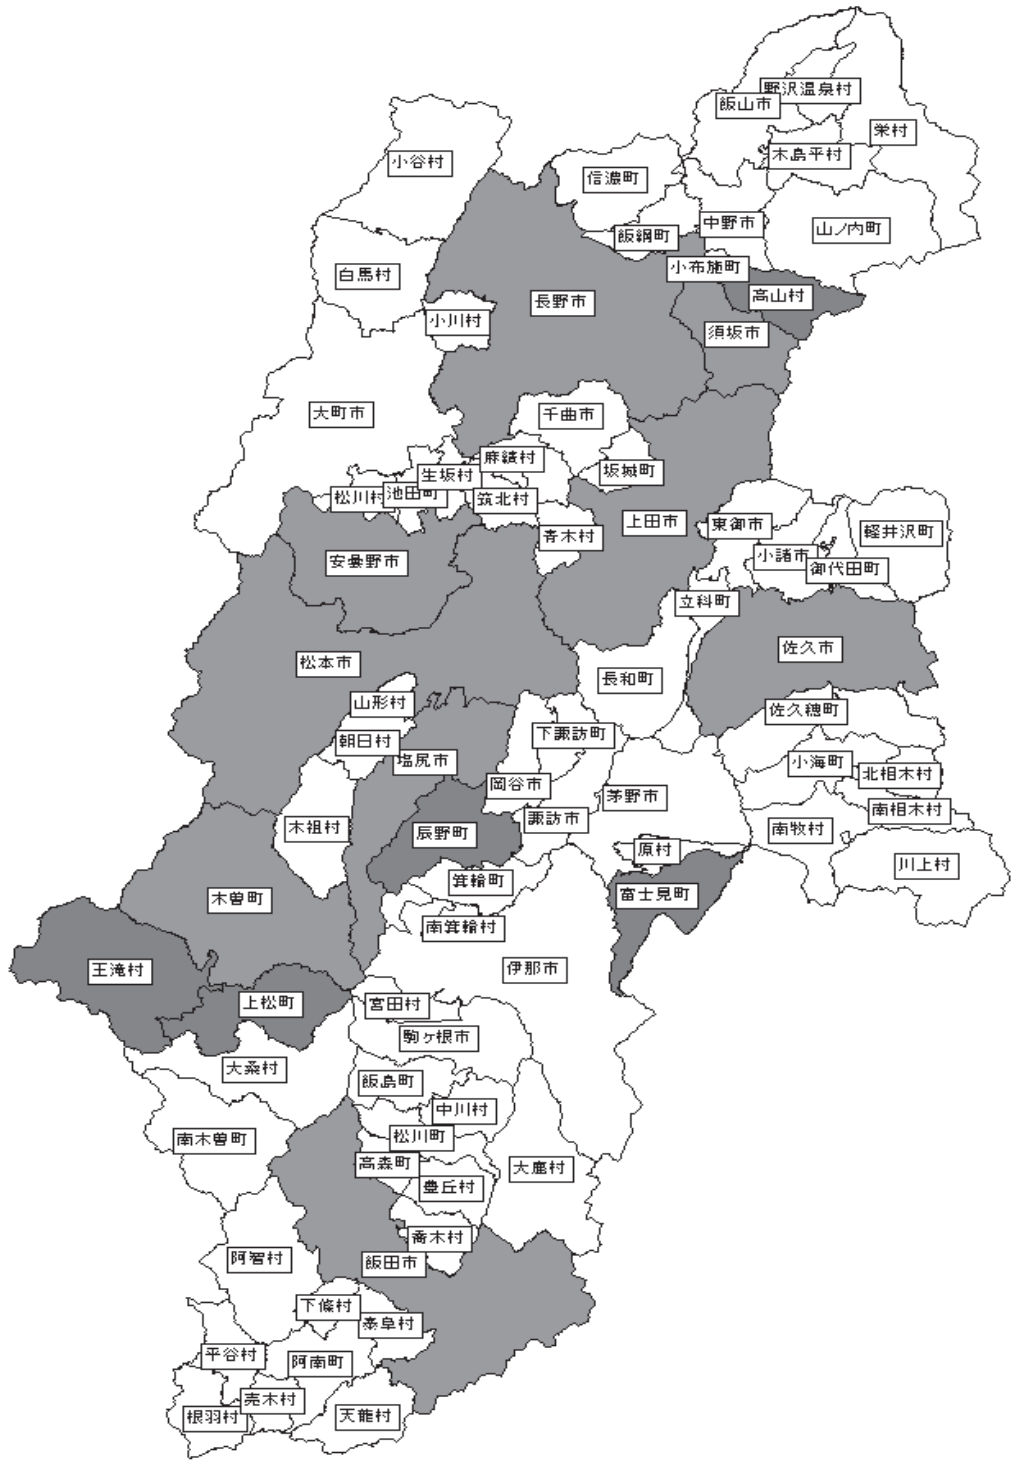 野沢温泉村
飯山市
栄村
木島平村
小谷村
信濃町
中野市
山ノ内町
飯綱町
小布施町
白馬村
高山村
長野市
小川村
須坂市
大町市
千曲市
麻績村
坂城町
生坂村
池田町
松川村
筑北村
上田市
東御市
軽井沢町
青木村
小諸市
安曇野市
御代田町
立科町
佐久市
松本市
長和町
山形村
佐久穂町
下諏訪町
朝日村
塩尻市
小海町
北相木村
岡谷市
茅野市
南相木村
諏訪市
木祖村
辰野町
南牧村
原村
川上村
箕輪町
富士見町
木曽町
南箕輪村
王滝村
伊那市
上松町
宮田村
駒ヶ根市
大桑村
飯島町
中川村
南木曽町
松川町
高森町
大鹿村
豊丘村
喬木村
阿智村
飯田市
下條村
泰阜村
平谷村
阿南町
売木村
根羽村
天龍村